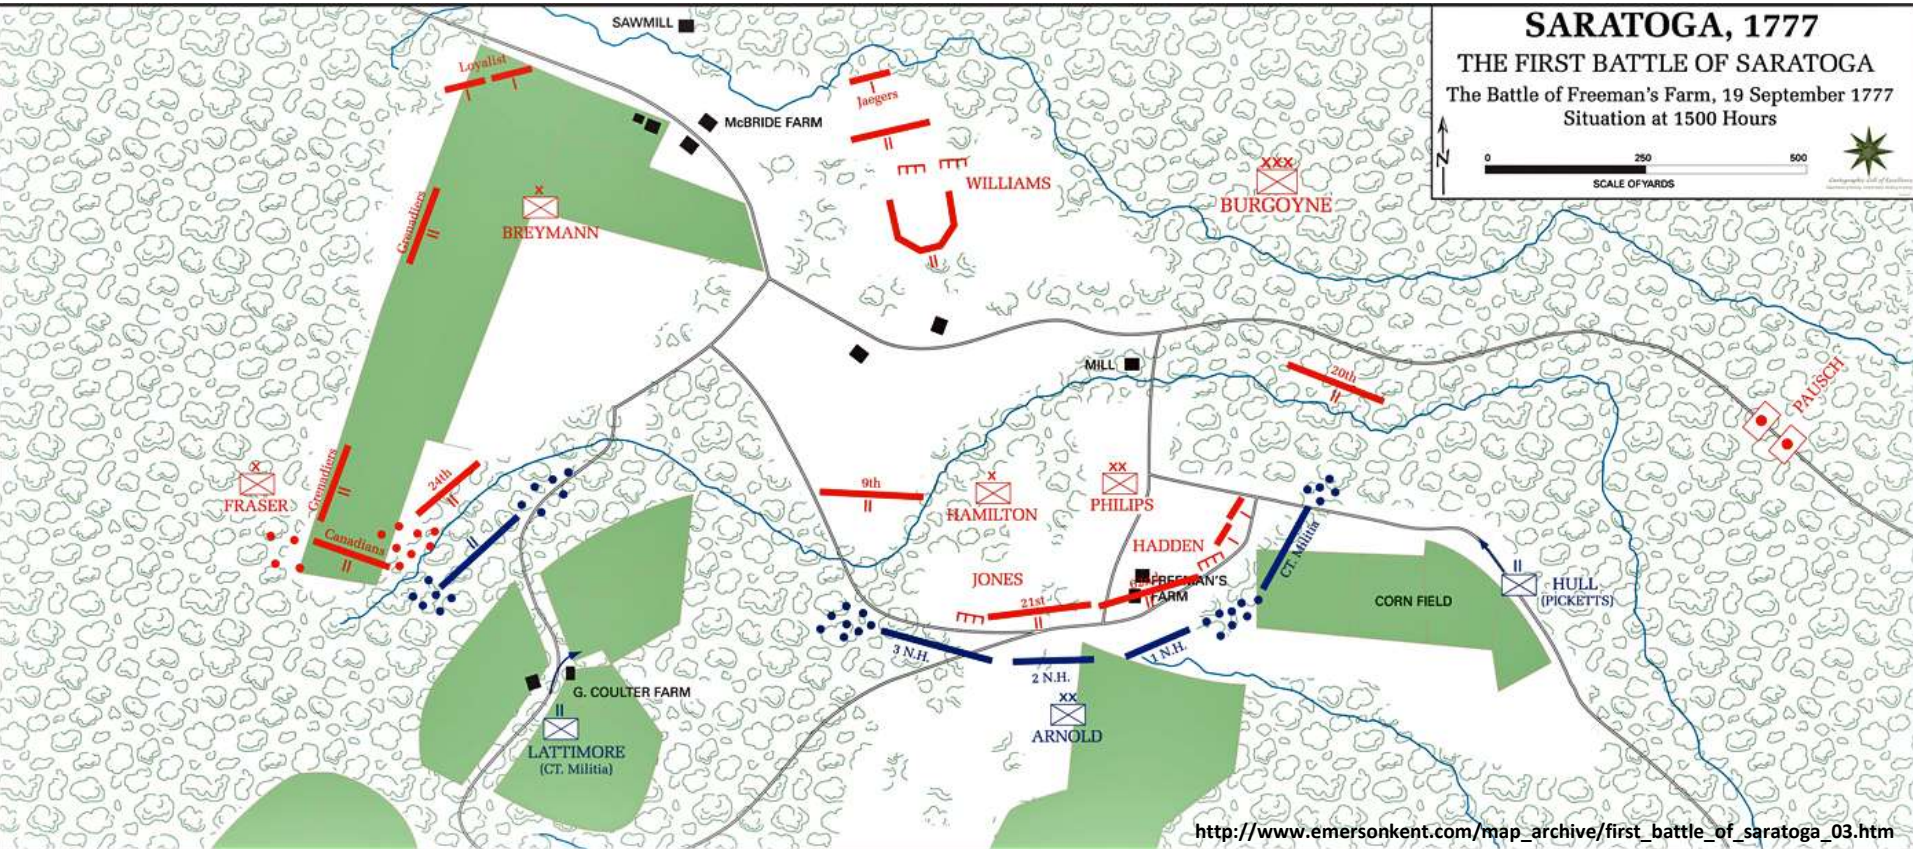 SARATOGA, 1777
THE FIRST BATTLE OF SARATOGA
The Battle of Freeman's Farm, 19 September 1777
Situation at 1500 Hours
N
0 250 500
SCALE OF YARDS
SAWMILL
Loyalist
Jaegers
McBRIDE FARM
WILLIAMS
XXX
BURGOYNE
Grenadiers
X
BREYMANN
MILL
20th
PAUSCH
X
FRASER
Grenadiers
24th
9th
X
HAMILTON
XX
PHILIPS
Canadians
HADDEN
CT. Militia
JONES
21st
FREEMAN'S
FARM
CORN FIELD
HULL
(PICKETTS)
3 N.H.
2 N.H.
1 N.H.
G. COULTER FARM
XX
ARNOLD
LATTIMORE
(CT. Militia)
http://www.emersonkent.com/map_archive/first_battle_of_saratoga_03.htm